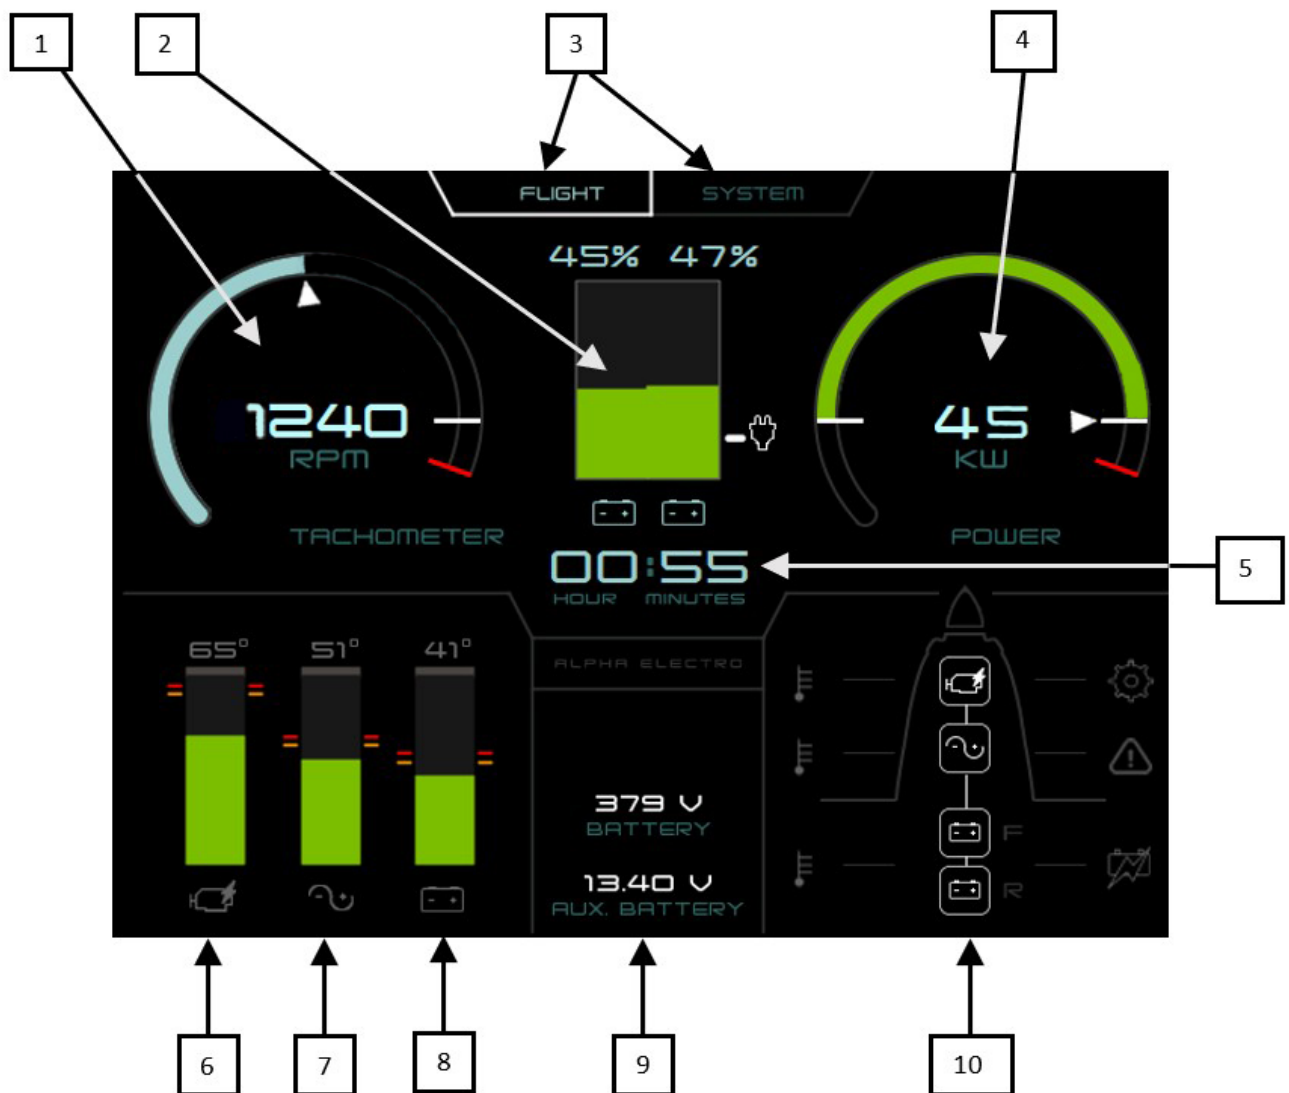 1
2
3
4
FLIGHT SYSTEM
45% 47%
1240
RPM
TACHOMETER
45
KW
POWER
00:55
HOUR MINUTES
5
65° 51° 41°
ALPHA ELECTRO
379 V
BATTERY
13.40 V
AUX. BATTERY
F
R
6
7
8
9
10